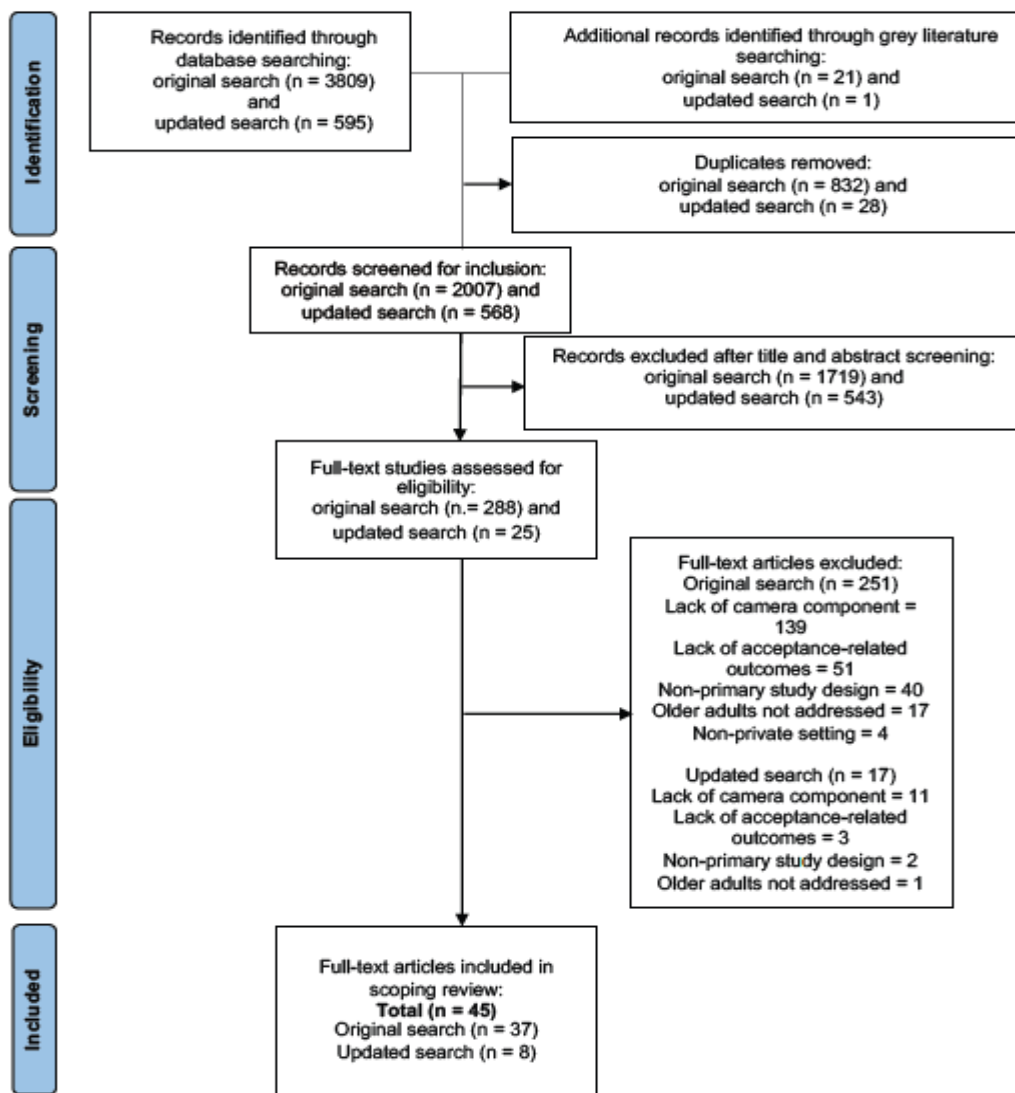 Identification
Records identified through
database searching:
original search (n = 3809)
and
updated search (n = 595)
Additional records identified through grey literature
searching:
original search (n = 21) and
updated search (n = 1)
Duplicates removed:
original search (n = 832) and
updated search (n = 28)
Screening
Records screened for inclusion:
original search (n = 2007) and
updated search (n = 568)
Records excluded after title and abstract screening:
original search (n = 1719) and
updated search (n = 543)
Full-text studies assessed for
eligibility:
original search (n.= 288) and
updated search (n = 25)
Eligibility
Full-text articles excluded:
Original search (n = 251)
Lack of camera component =
139
Lack of acceptance-related
outcomes = 51
Non-primary study design = 40
Older adults not addressed = 17
Non-private setting = 4
Updated search (n = 17)
Lack of camera component = 11
Lack of acceptance-related
outcomes = 3
Non-primary study design = 2
Older adults not addressed = 1
Included
Full-text articles included in
scoping review:
Total (n = 45)
Original search (n = 37)
Updated search (n = 8)